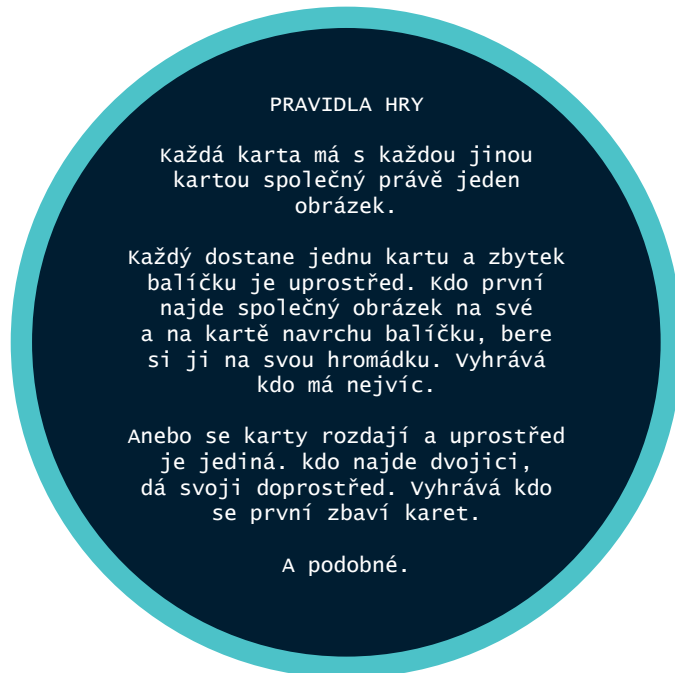 PRAVIDLA HRY
Každá karta má s každou jinou
kartou společný právě jeden
obrázek.
Každý dostane jednu kartu a zbytek
balíčku je uprostřed. Kdo první
najde společný obrázek na své
a na kartě navrchu balíčku, bere
si ji na svou hromádku. Vyhrává
kdo má nejvíc.
Anebo se karty rozdají a uprostřed
je jediná. kdo najde dvojici,
dá svoji doprostřed. Vyhrává kdo
se první zbaví karet.
A podobné.